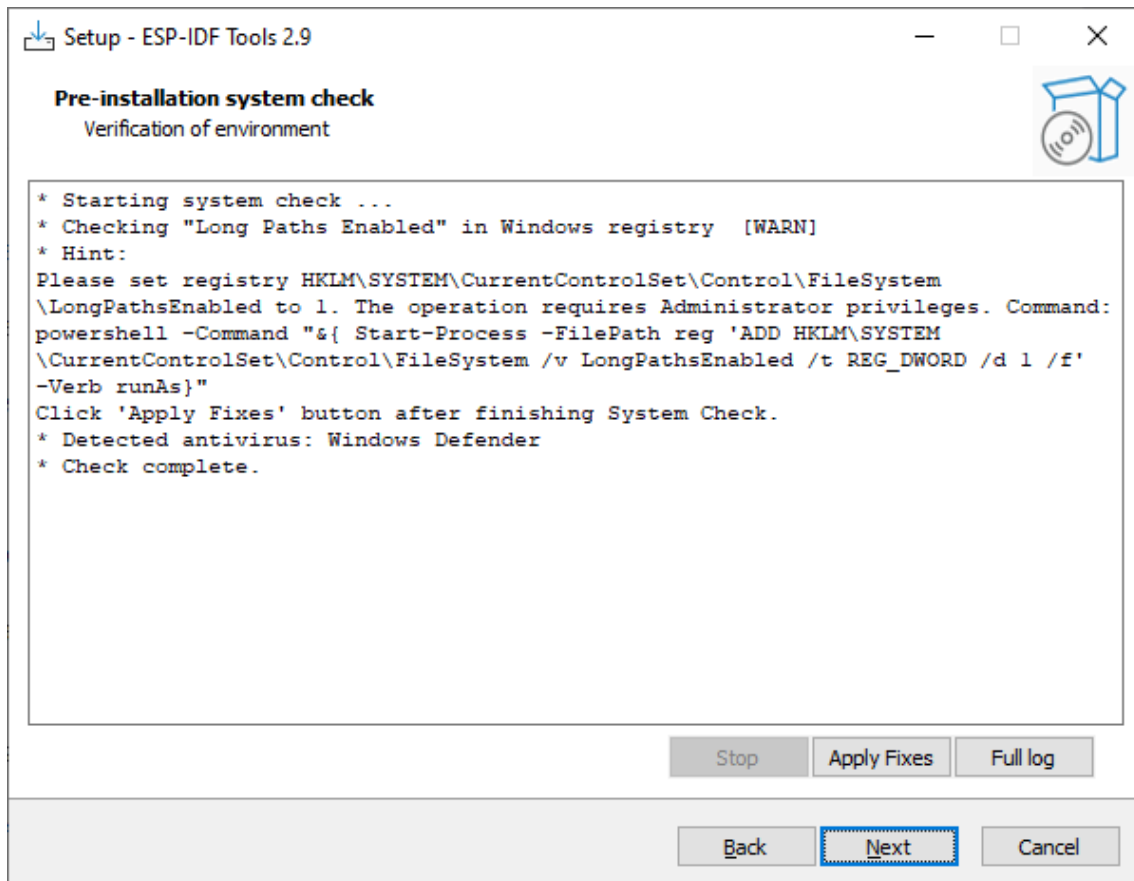 Setup - ESP-IDF Tools 2.9
Pre-installation system check
Verification of environment
* Starting system check ...
* Checking "Long Paths Enabled" in Windows registry  [WARN]
* Hint:
Please set registry HKLM\SYSTEM\CurrentControlSet\Control\FileSystem
\LongPathsEnabled to 1. The operation requires Administrator privileges. Command:
powershell -Command "&{ Start-Process -FilePath reg 'ADD HKLM\SYSTEM
\CurrentControlSet\Control\FileSystem /v LongPathsEnabled /t REG_DWORD /d 1 /f'
-Verb runAs}"
Click 'Apply Fixes' button after finishing System Check.
* Detected antivirus: Windows Defender
* Check complete.
Stop Apply Fixes Full log
Back Next Cancel